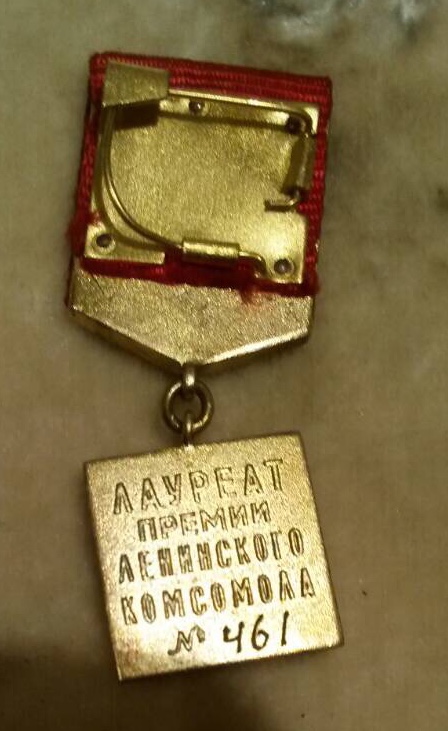 ЛАУРЕАТ
ПРЕМИИ
ЛЕНИНСКОГО
КОМСОМОЛА
№ 461